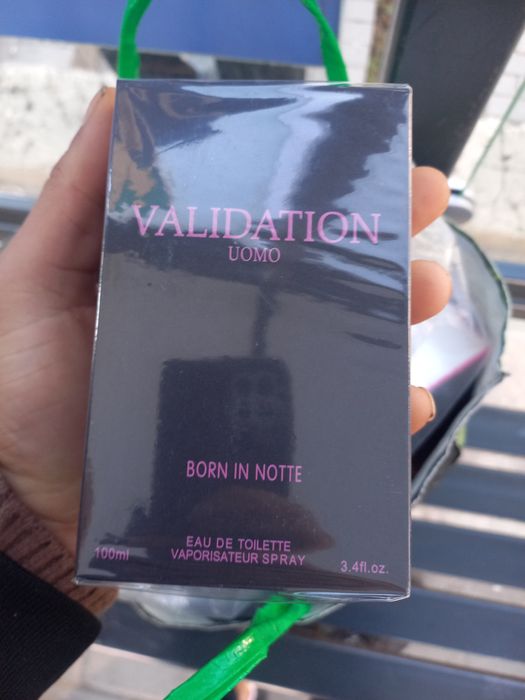 VALIDATION
UOMO
BORN IN NOTTE
EAU DE TOILETTE
100ml VAPORISATEUR SPRAY 3.4fl.oz.